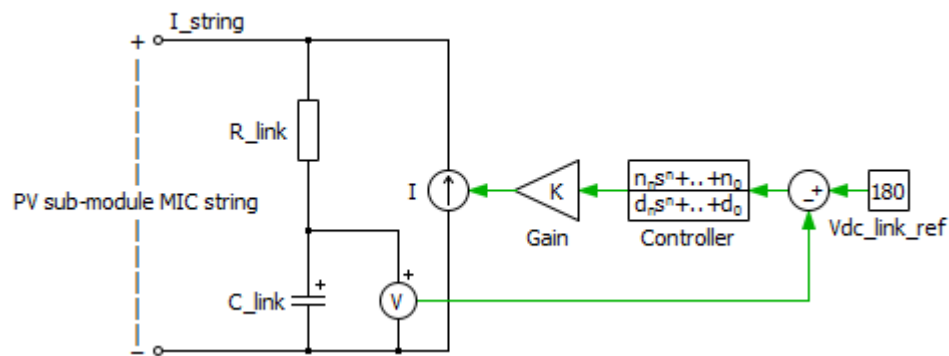 I_string
+
+
R_link
PV sub-module MIC string
I
K
Gain
nₙsⁿ+..+n₀
dₙsⁿ+..+d₀
Controller
+
-
180
Vdc_link_ref
+
C_link
+
V
-